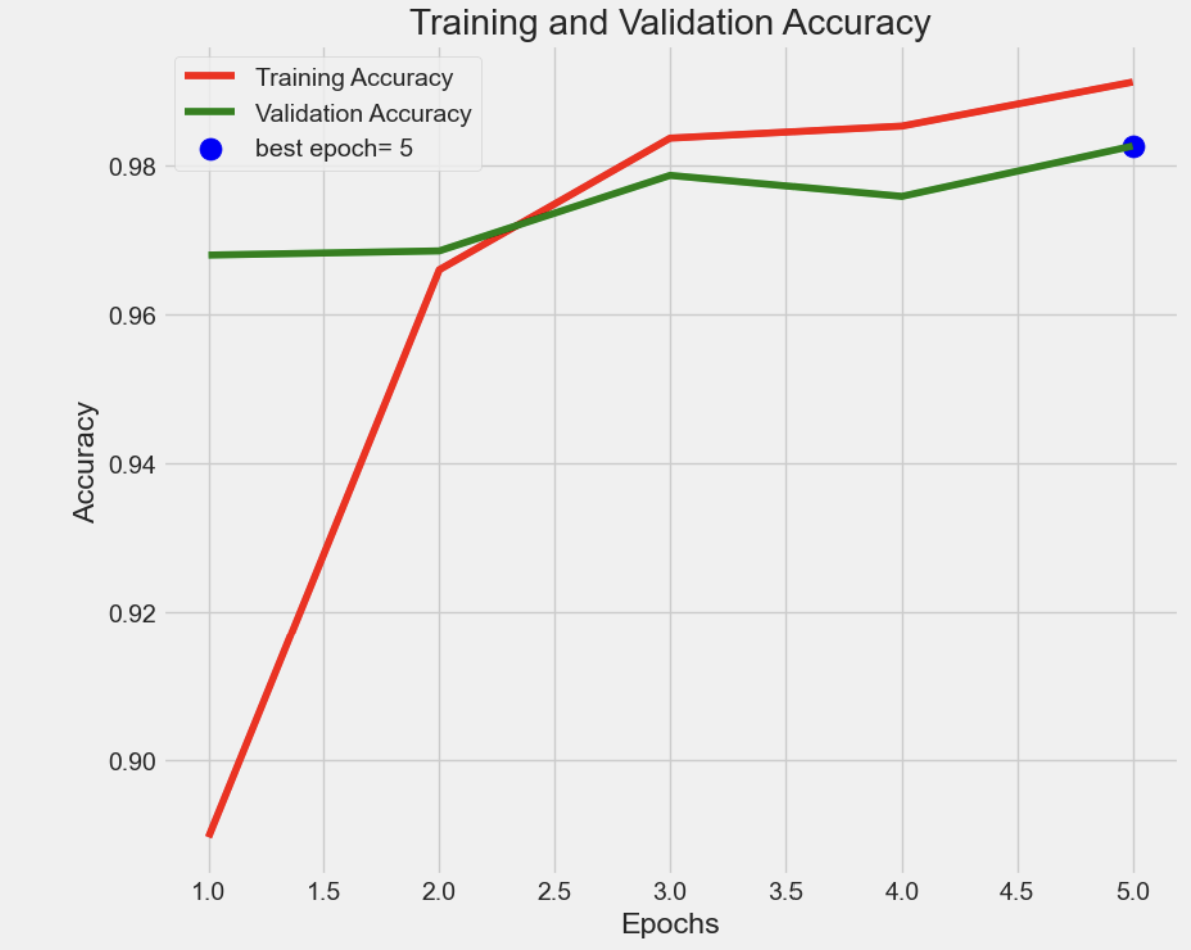 Training and Validation Accuracy
Training Accuracy
Validation Accuracy
best epoch= 5
0.98
0.96
0.94
0.92
0.90
Accuracy
1.0 1.5 2.0 2.5 3.0 3.5 4.0 4.5 5.0
Epochs